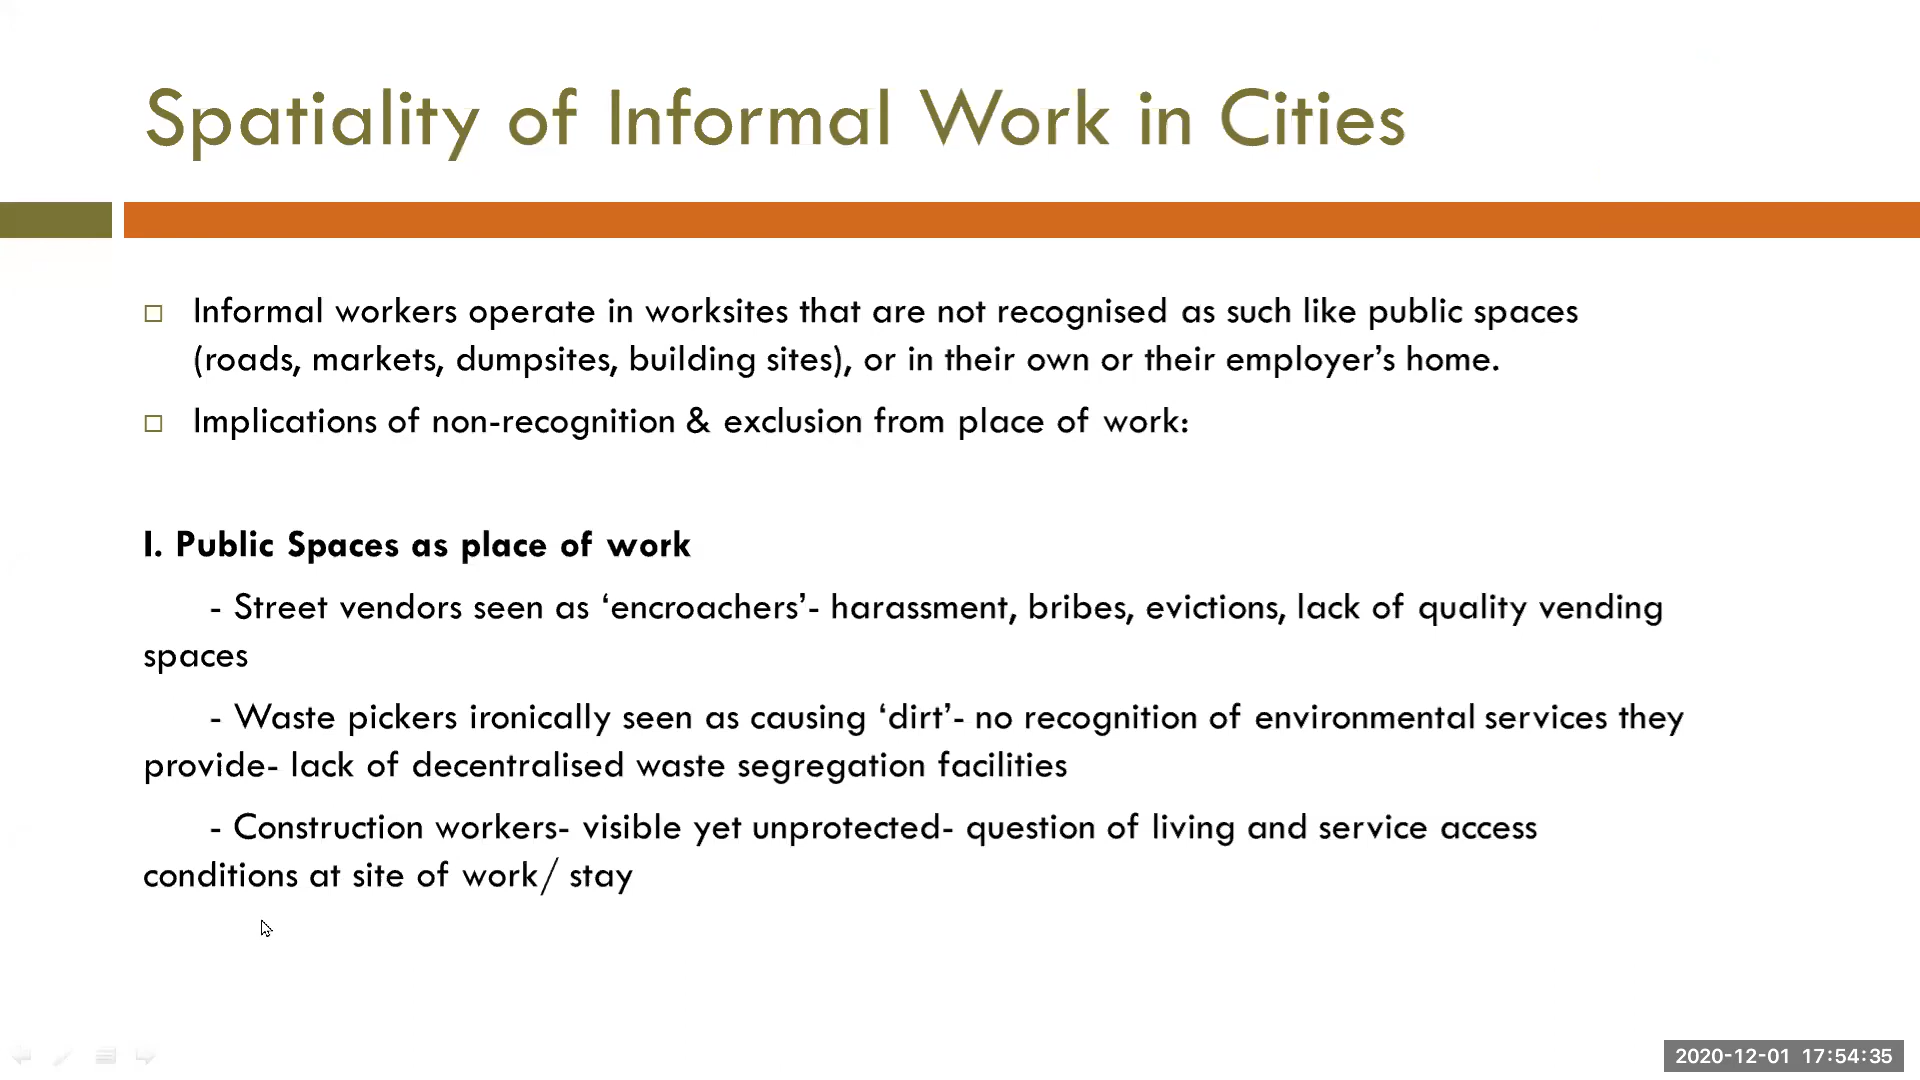 Spatiality of Informal Work in Cities
Informal workers operate in worksites that are not recognised as such like public spaces
(roads, markets, dumpsites, building sites), or in their own or their employer’s home.
Implications of non-recognition & exclusion from place of work:
I. Public Spaces as place of work
- Street vendors seen as ‘encroachers’- harassment, bribes, evictions, lack of quality vending
spaces
- Waste pickers ironically seen as causing ‘dirt’- no recognition of environmental services they
provide- lack of decentralised waste segregation facilities
- Construction workers- visible yet unprotected- question of living and service access
conditions at site of work/ stay
2020-12-01 17:54:35